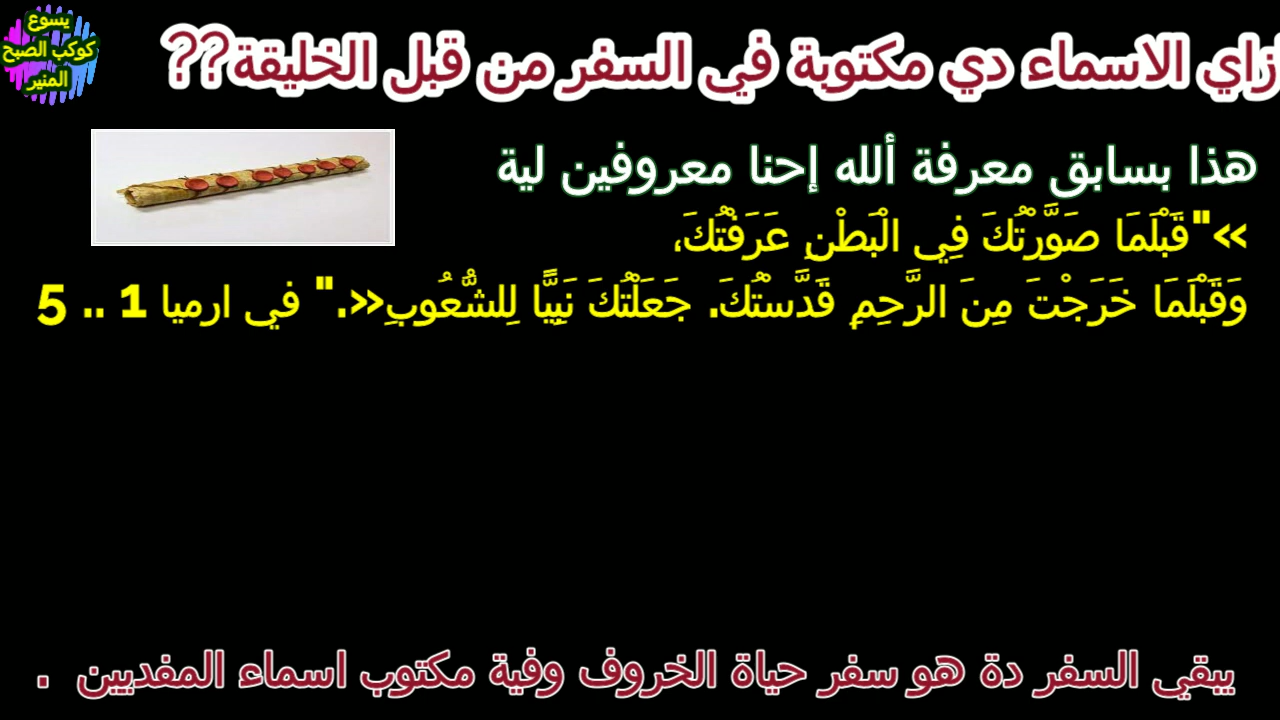 يسوع
كوكب الصبح
المنير
زاي الاسماء دي مكتوبة في السفر من قبل الخليقة??
هذا بسابق معرفة ألله إحنا معروفين لية
»"قَبْلَمَا صَوَّرْتُكَ فِي الْبَطْنِ عَرَفْتُكَ،
وَقَبْلَمَا خَرَجْتَ مِنَ الرَّحِمِ قَدَّسْتُكَ. جَعَلْتُكَ نَبِيًّا لِلشُّعُوبِ«." في ارميا 1 .. 5
يبقي السفر دة هو سفر حياة الخروف وفية مكتوب اسماء المفديين .